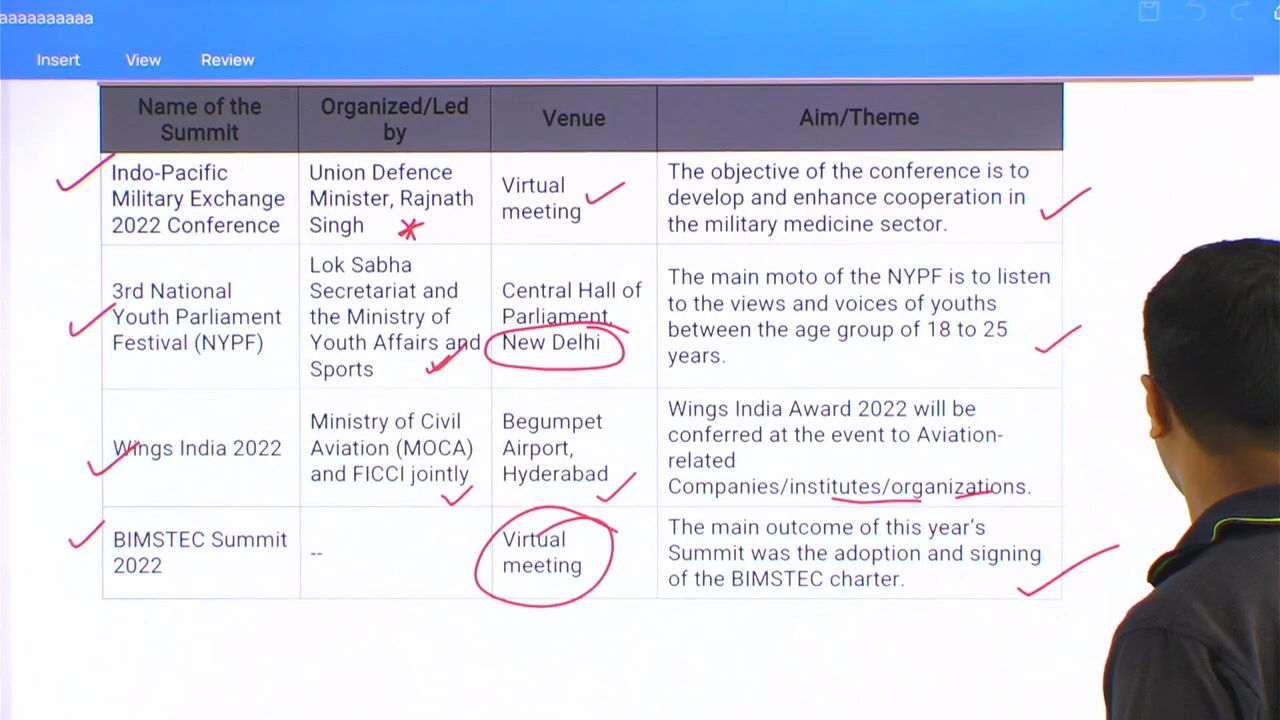 aaaaaaaaaa
Insert View Review
Name of the
Summit
Organized/Led
by
Venue
Aim/Theme
Indo-Pacific
Military Exchange
2022 Conference
Union Defence
Minister, Rajnath
Singh
Virtual
meeting
The objective of the conference is to
develop and enhance cooperation in
the military medicine sector.
3rd National
Youth Parliament
Festival (NYPF)
Lok Sabha
Secretariat and
the Ministry of
Youth Affairs and
Sports
Central Hall of
Parliament,
New Delhi
The main moto of the NYPF is to listen
to the views and voices of youths
between the age group of 18 to 25
years.
Wings India 2022
Ministry of Civil
Aviation (MOCA)
and FICCI jointly
Begumpet
Airport,
Hyderabad
Wings India Award 2022 will be
conferred at the event to Aviation-
related
Companies/institutes/organizations.
BIMSTEC Summit
2022
--
Virtual
meeting
The main outcome of this year's
Summit was the adoption and signing
of the BIMSTEC charter.